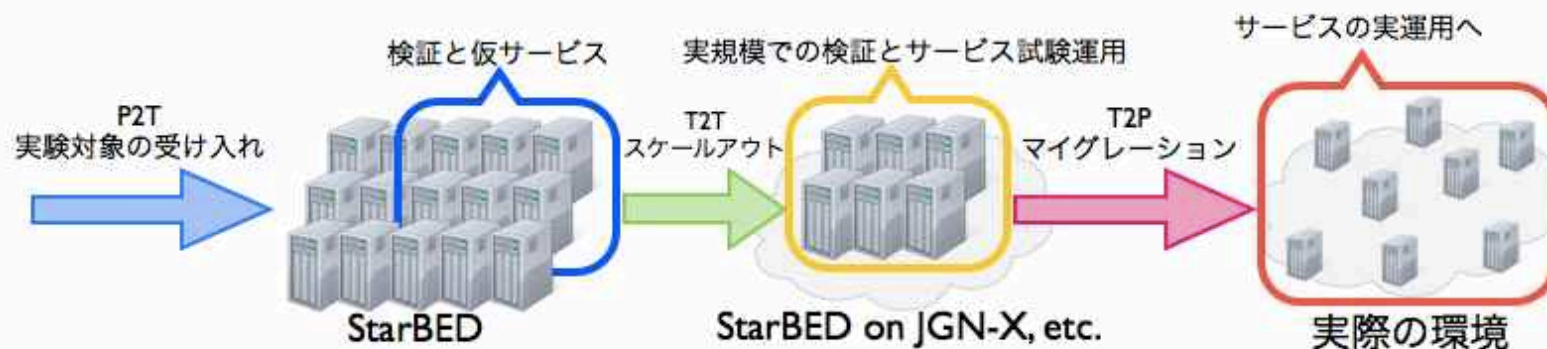 P2T
実験対象の受け入れ
検証と仮サービス
StarBED
T2T
スケールアウト
実規模での検証とサービス試験運用
StarBED on JGN-X, etc.
T2P
マイグレーション
サービスの実運用へ
実際の環境